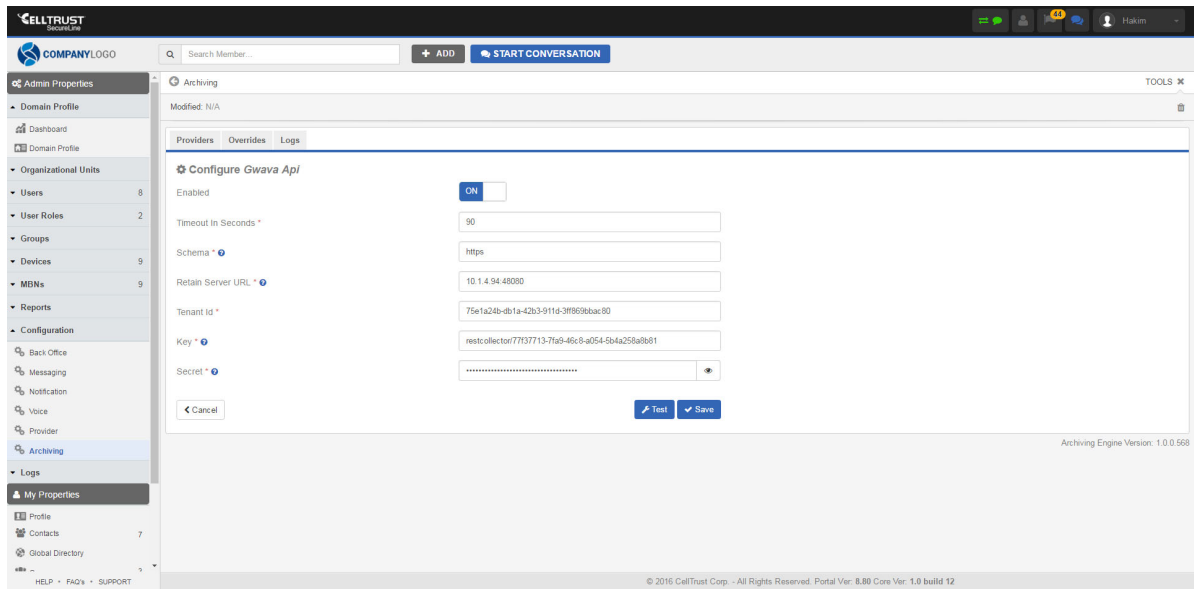 CELLTRUST
SecureLine
44
Hakim
COMPANYLOGO
Search Member...
ADD
START CONVERSATION
Admin Properties
Domain Profile
Dashboard
Domain Profile
Organizational Units
Users 8
User Roles 2
Groups
Devices 9
MBNs 9
Reports
Configuration
Back Office
Messaging
Notification
Voice
Provider
Archiving
Logs
My Properties
Profile
Contacts 7
Global Directory
HELP • FAQ's • SUPPORT
Archiving
TOOLS
Modified: N/A
Providers Overrides Logs
Configure Gwava Api
Enabled ON
Timeout In Seconds * 90
Schema * https
Retain Server URL * 10.1.4.94:48080
Tenant Id * 75e1a24b-db1a-42b3-911d-3ff869bbac80
Key * restcollector/77f37713-7fa9-46c8-a054-5b4a258a8b81
Secret *
Cancel Test Save
Archiving Engine Version: 1.0.0.568
© 2016 CellTrust Corp. - All Rights Reserved. Portal Ver: 8.80 Core Ver: 1.0 build 12